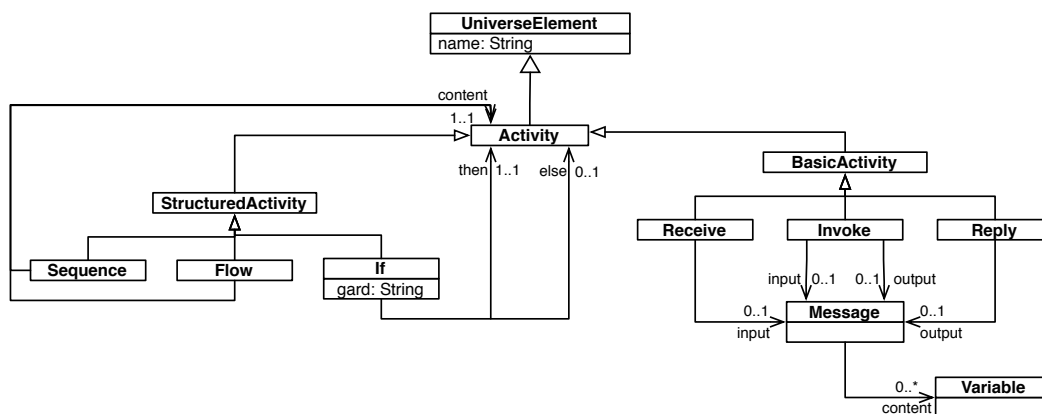 UniverseElement
name: String
content
1..1
Activity
then 1..1
else 0..1
BasicActivity
StructuredActivity
Receive
Invoke
Reply
Sequence
Flow
If
gard: String
input 0..1
0..1 output
0..1
Message
0..1
input
output
0..*
Variable
content